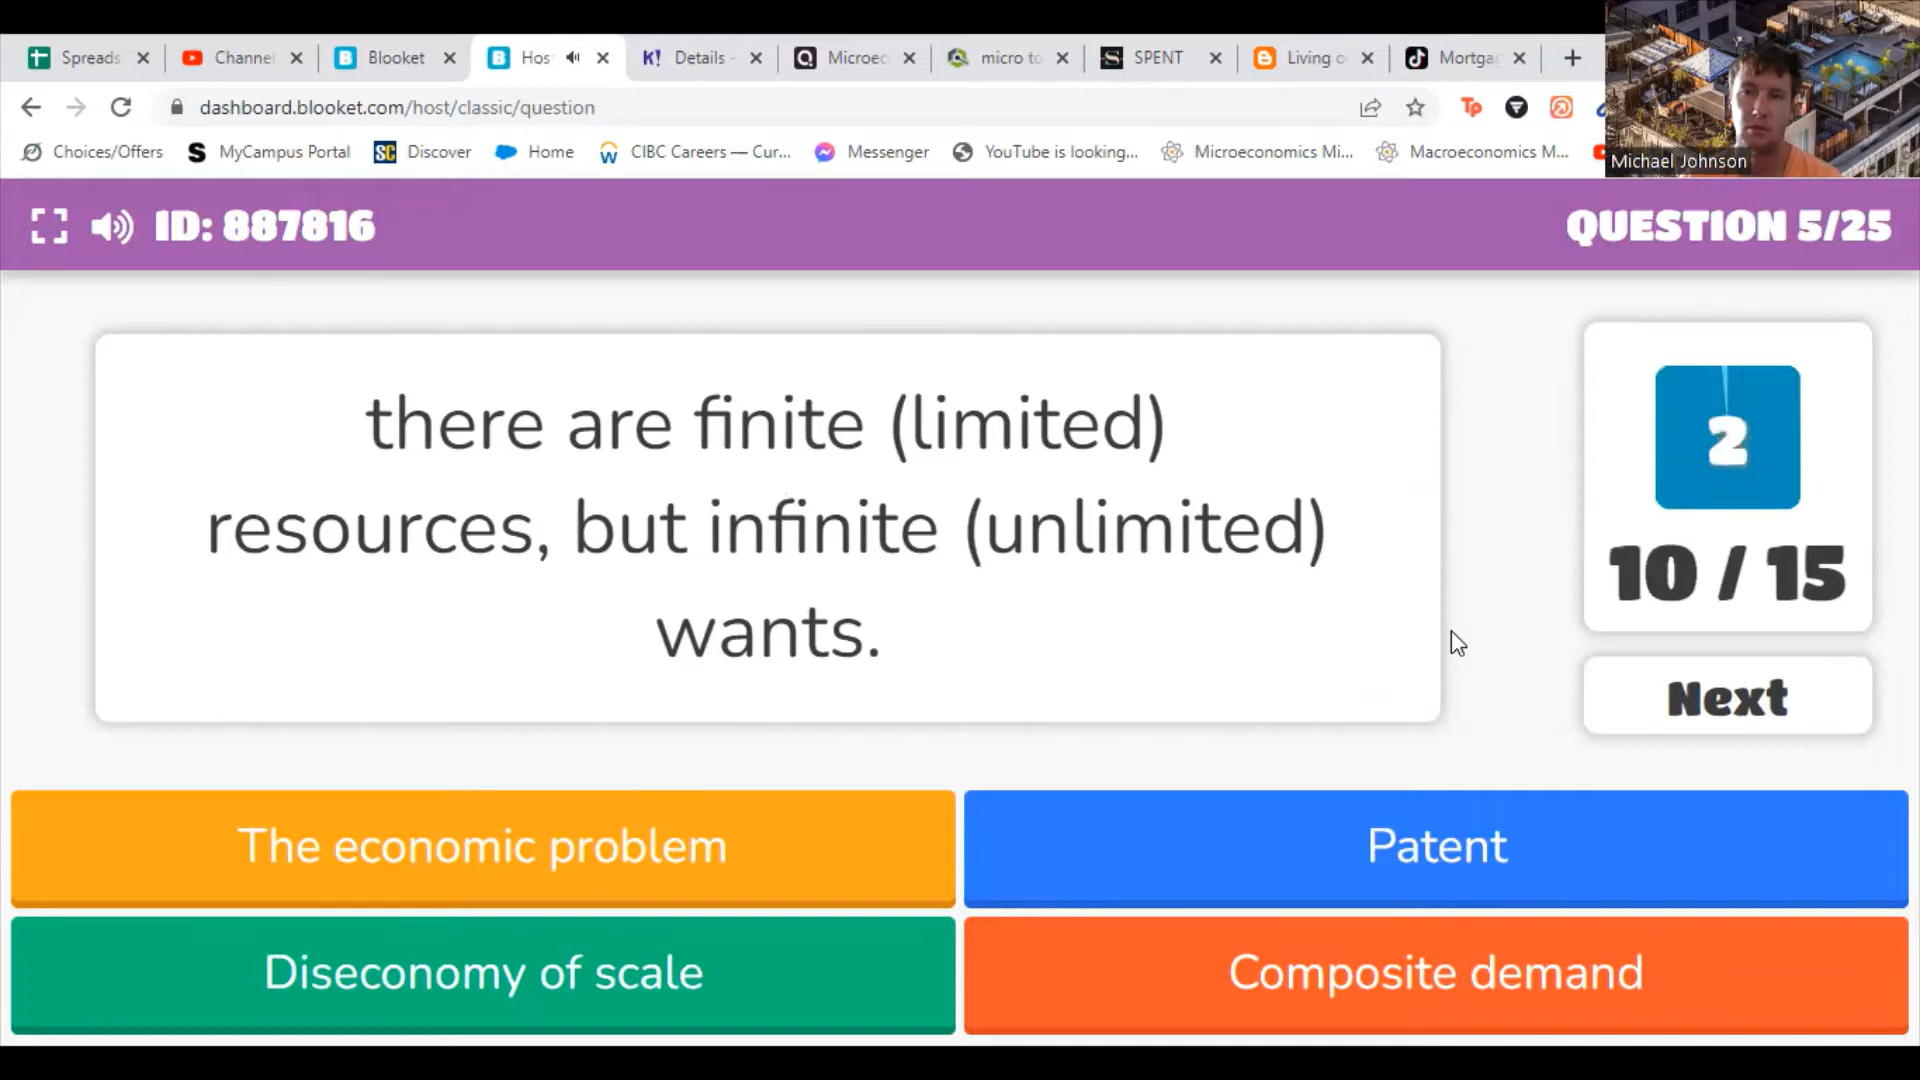 Spreads
Channel
Blooket
Hos
K! Details -
Microec
micro to
SPENT
Living o
Mortga
dashboard.blooket.com/host/classic/question
Tp
Choices/Offers
MyCampus Portal
Discover
Home
CIBC Careers — Cur...
Messenger
YouTube is looking...
Microeconomics Mi...
Macroeconomics M...
Michael Johnson
ID: 887816
QUESTION 5/25
there are finite (limited)
resources, but infinite (unlimited)
wants.
2
10 / 15
Next
The economic problem
Patent
Diseconomy of scale
Composite demand